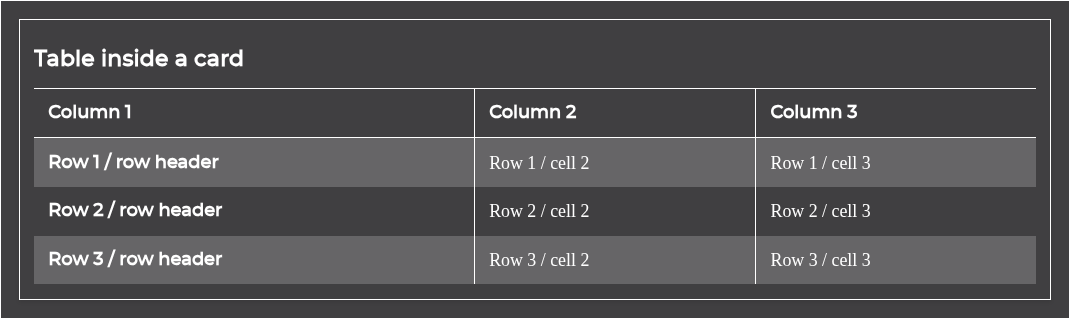 Table inside a card
Column 1 Column 2 Column 3
Row 1 / row header Row 1 / cell 2 Row 1 / cell 3
Row 2 / row header Row 2 / cell 2 Row 2 / cell 3
Row 3 / row header Row 3 / cell 2 Row 3 / cell 3